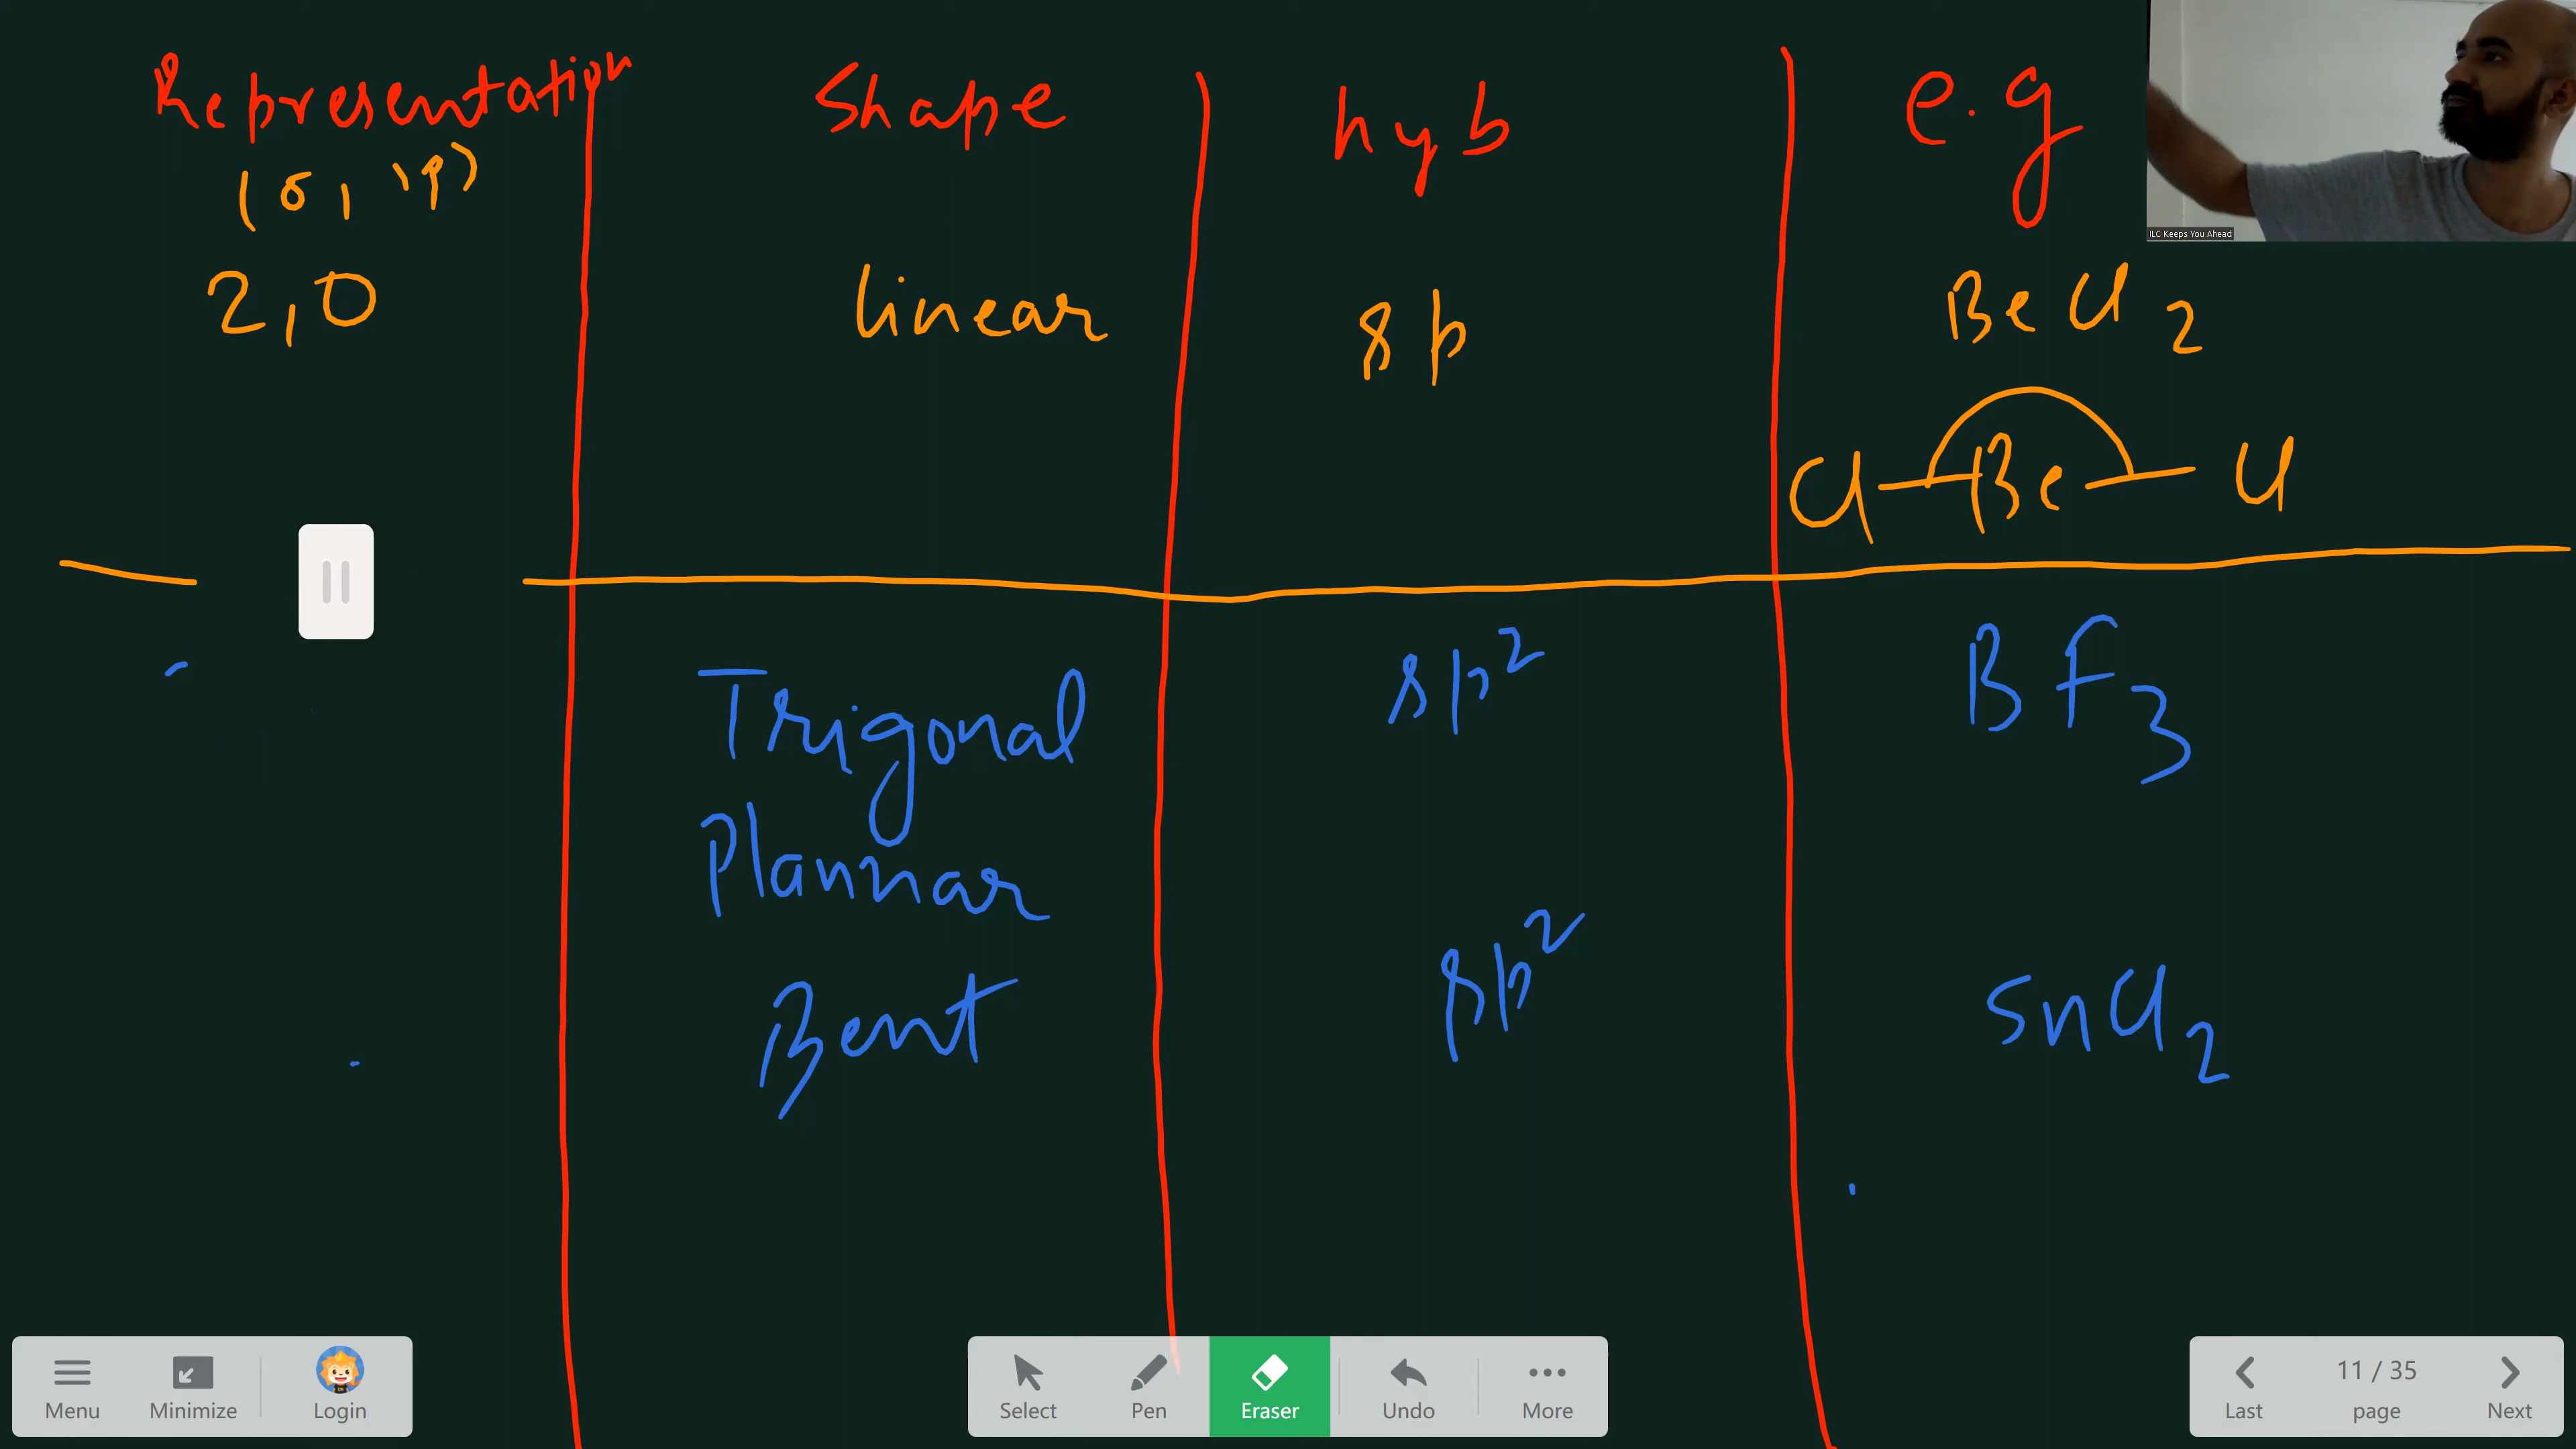 Representation Shape hyb e.g
(σ, lp)
2,0 linear sp BeCl2
Cl-Be-Cl
Trigonal sp² BF3
Plannar
Bent sp² SnCl2
ILC Keeps You Ahead
Menu Minimize Login Select Pen Eraser Undo More Last 11 / 35 page Next